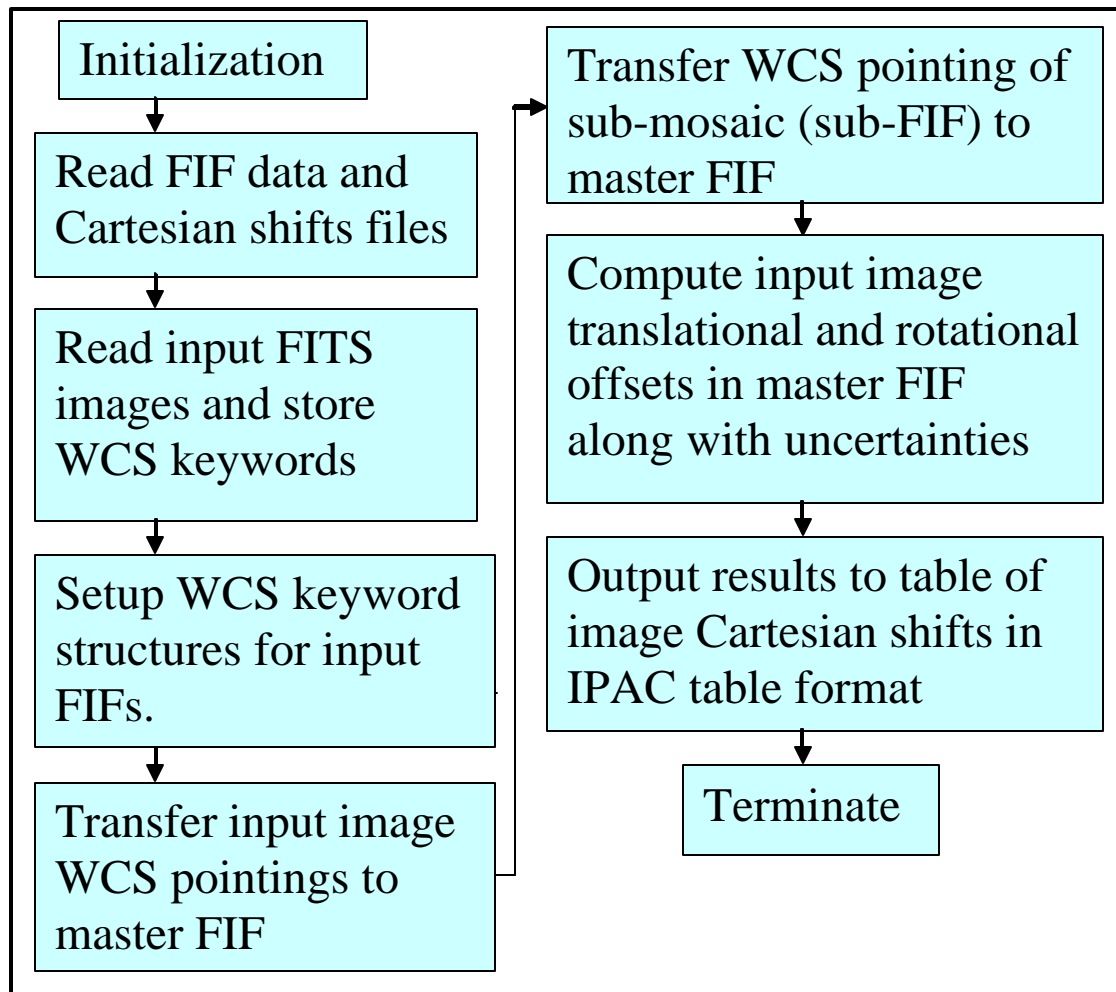 Initialization
Read FIF data and
Cartesian shifts files
Read input FITS
images and store
WCS keywords
Setup WCS keyword
structures for input
FIFs.
Transfer input image
WCS pointings to
master FIF
Transfer WCS pointing of
sub-mosaic (sub-FIF) to
master FIF
Compute input image
translational and rotational
offsets in master FIF
along with uncertainties
Output results to table of
image Cartesian shifts in
IPAC table format
Terminate